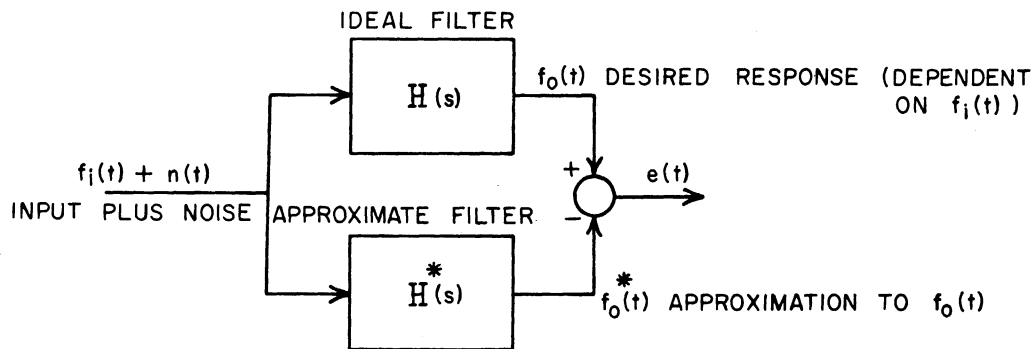 IDEAL FILTER
H(s)
f₀(t) DESIRED RESPONSE (DEPENDENT
ON fᵢ(t) )
fᵢ(t) + n(t)
+
e(t)
INPUT PLUS NOISE
APPROXIMATE FILTER
−
H*(s)
f₀*(t) APPROXIMATION TO f₀(t)